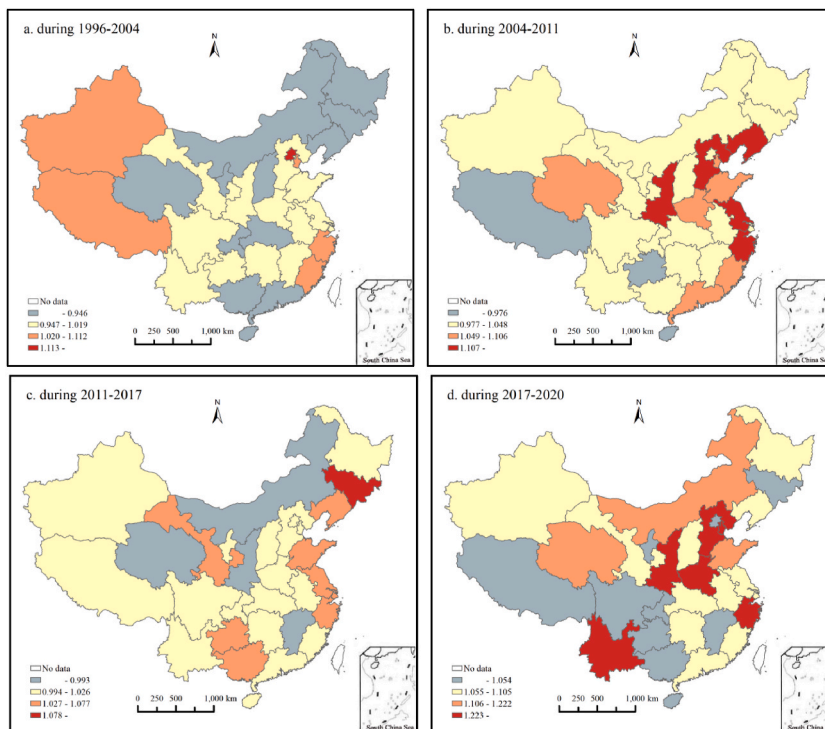 a. during 1996-2004
N
No data
- 0.946
0.947 - 1.019
1.020 - 1.112
1.113 -
0 250 500 1,000 km
South China Sea
b. during 2004-2011
N
No data
- 0.976
0.977 - 1.048
1.049 - 1.106
1.107 -
0 250 500 1,000 km
South China Sea
c. during 2011-2017
N
No data
- 0.993
0.994 - 1.026
1.027 - 1.077
1.078 -
0 250 500 1,000 km
South China Sea
d. during 2017-2020
N
No data
- 1.054
1.055 - 1.105
1.106 - 1.222
1.223 -
0 250 500 1,000 km
South China Sea